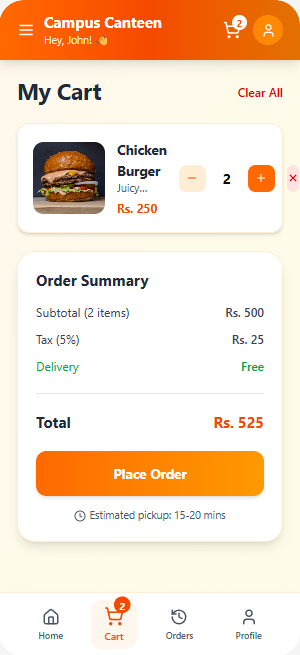 Campus Canteen
Hey, John! 👋
2
My Cart
Clear All
Chicken
Burger
Juicy...
Rs. 250
−
2
+
×
Order Summary
Subtotal (2 items)
Rs. 500
Tax (5%)
Rs. 25
Delivery
Free
Total
Rs. 525
Place Order
Estimated pickup: 15-20 mins
2
Home
Cart
Orders
Profile